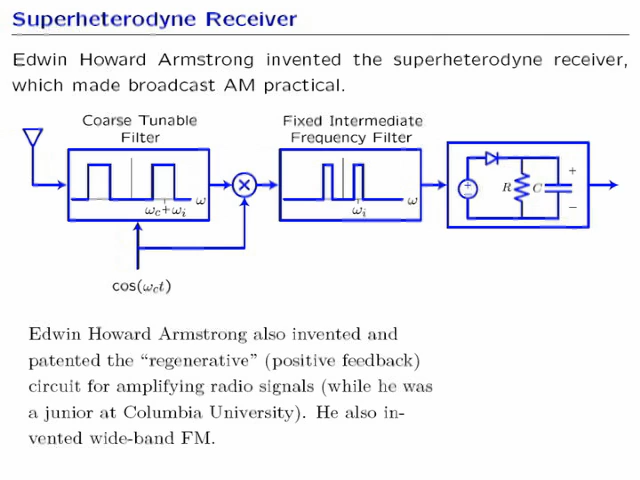 Superheterodyne Receiver
Edwin Howard Armstrong invented the superheterodyne receiver,
which made broadcast AM practical.
Coarse Tunable
Filter
Fixed Intermediate
Frequency Filter
ω
ωc+ωi
ω
ωi
R
C
+
−
+
−
cos(ωct)
Edwin Howard Armstrong also invented and
patented the “regenerative” (positive feedback)
circuit for amplifying radio signals (while he was
a junior at Columbia University). He also in-
vented wide-band FM.